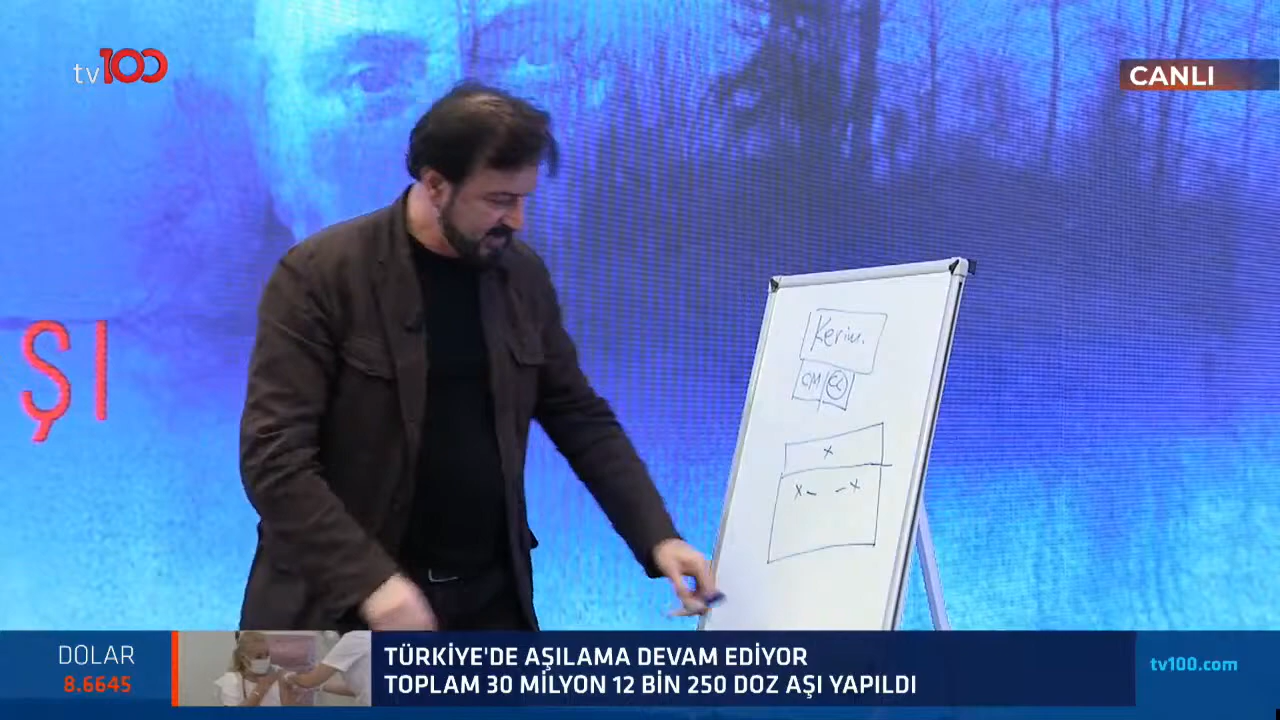 tv100
CANLI
ŞI
Kerim.
CM
EL
x
x- -x
DOLAR
8.6645
TÜRKİYE'DE AŞILAMA DEVAM EDİYOR
TOPLAM 30 MİLYON 12 BİN 250 DOZ AŞI YAPILDI
tv100.com